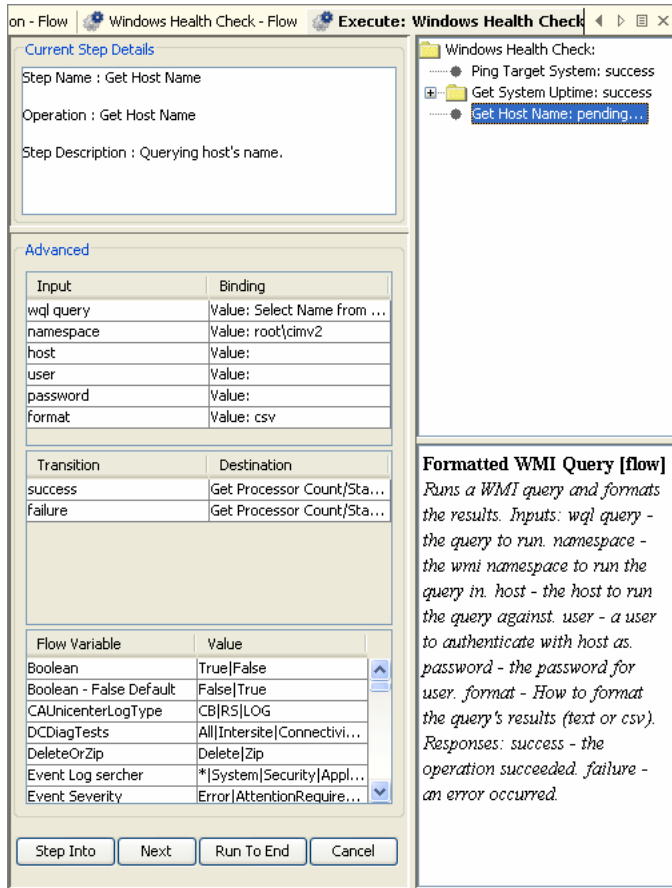 on - Flow Windows Health Check - Flow Execute: Windows Health Check
Current Step Details
Step Name : Get Host Name
Operation : Get Host Name
Step Description : Querying host's name.
Advanced
Input Binding
wql query Value: Select Name from ...
namespace Value: root\cimv2
host Value:
user Value:
password Value:
format Value: csv
Transition Destination
success Get Processor Count/Sta...
failure Get Processor Count/Sta...
Flow Variable Value
Boolean True|False
Boolean - False Default False|True
CAUnicenterLogType CB|RS|LOG
DCDiagTests All|Intersite|Connectivi...
DeleteOrZip Delete|Zip
Event Log sercher *|System|Security|Appl...
Event Severity Error|AttentionRequire...
Step Into Next Run To End Cancel
Windows Health Check:
Ping Target System: success
Get System Uptime: success
Get Host Name: pending...
Formatted WMI Query [flow]
Runs a WMI query and formats
the results. Inputs: wql query -
the query to run. namespace -
the wmi namespace to run the
query in. host - the host to run
the query against. user - a user
to authenticate with host as.
password - the password for
user. format - How to format
the query's results (text or csv).
Responses: success - the
operation succeeded. failure -
an error occurred.